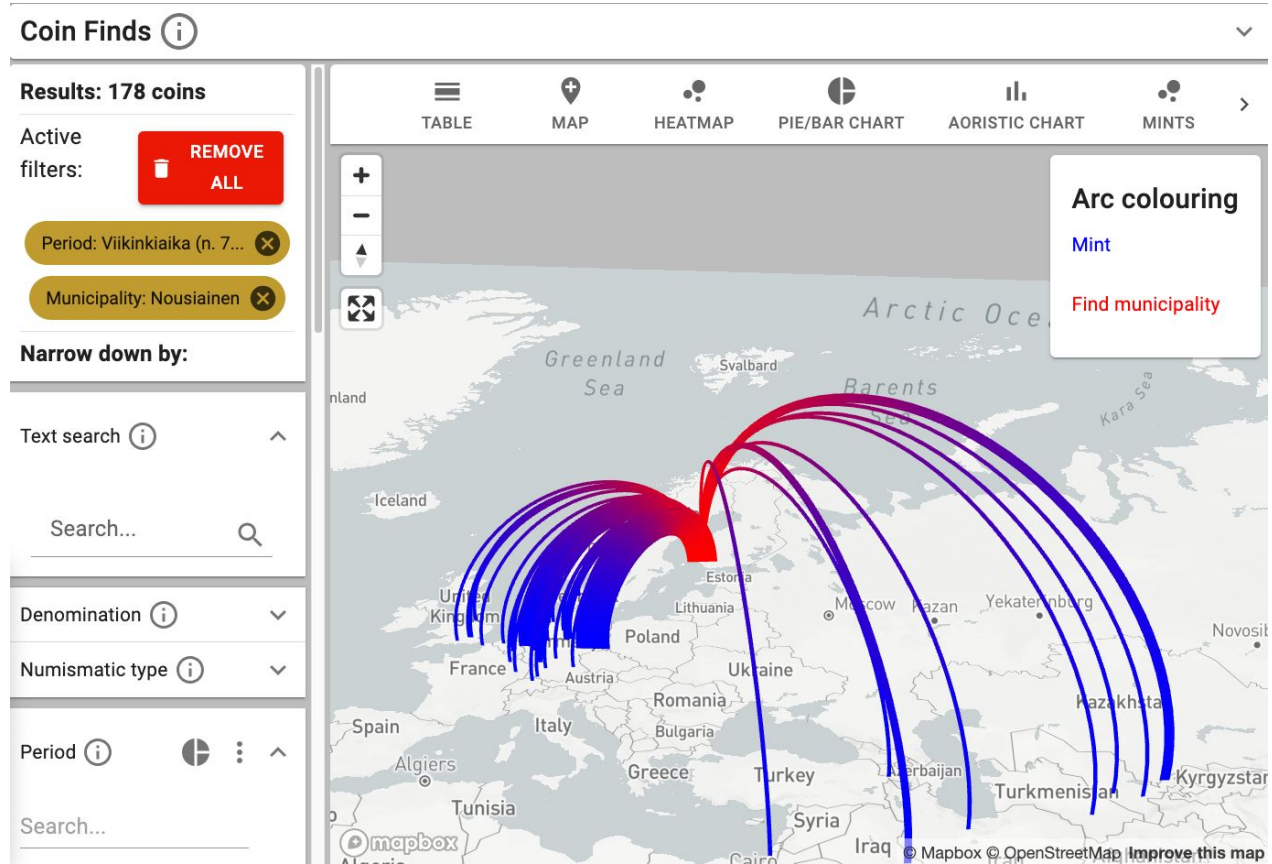 Coin Finds
Results: 178 coins
Active
filters:
REMOVE
ALL
Period: Viikinkiaika (n. 7...
Municipality: Nousiainen
Narrow down by:
Text search
Search...
Denomination
Numismatic type
Period
Search...
TABLE
MAP
HEATMAP
PIE/BAR CHART
AORISTIC CHART
MINTS
Arc colouring
Mint
Find municipality
Arctic Oce
Greenland
Sea
Svalbard
Barents
Sea
Kara Sea
nland
Iceland
Estonia
United
Kingdom
Lithuania
Moscow
Kazan
Yekaterinburg
Novosib
Poland
France
Austria
Ukraine
Kazakhsta
Romania
Spain
Italy
Bulgaria
Algiers
Greece
Turkey
Azerbaijan
Turkmenistan
Kyrgyzstan
Tunisia
Syria
Iraq
Cairo
mapbox
© Mapbox © OpenStreetMap Improve this map